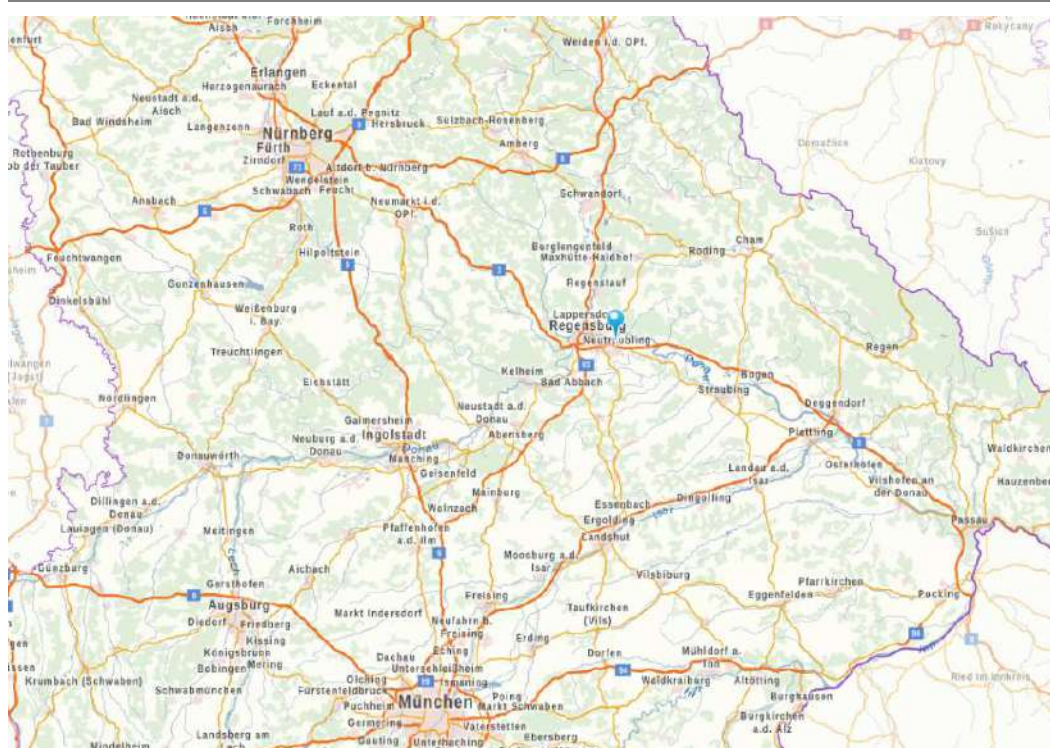 Aisch
Forchheim
Weiden i.d. OPf.
Rokycany
Erlangen
Herzogenaurach
Eckental
Neustadt a.d.
Aisch
Bad Windsheim
Langenzenn
Lauf a.d. Pegnitz
Hersbruck
Sulzbach-Rosenberg
Nürnberg
Fürth
Zirndorf
Amberg
Domažlice
Klatovy
Rothenburg
ob der Tauber
Altdorf b. Nürnberg
Wendelstein
Schwabach
Feucht
Ansbach
Neumarkt i.d.
OPf.
Schwandorf
Sušice
Roth
Hilpoltstein
Burglengenfeld
Maxhütte-Haidhof
Roding
Cham
Feuchtwangen
Gunzenhausen
Regenstauf
Dinkelsbühl
Weißenburg
i. Bay.
Regensburg
Neutraubling
Treuchtlingen
Regen
Kelheim
Bad Abbach
Bogen
Straubing
Eichstätt
Nördlingen
Deggendorf
Neustadt a.d.
Donau
Gaimersheim
Ingolstadt
Manching
Neuburg a.d.
Donau
Donau
Abensberg
Plattling
Waldkirchen
Donauwörth
Geisenfeld
Landau a.d.
Isar
Osterhofen
Vilshofen an
der Donau
Mainburg
Dillingen a.d.
Donau
Lauingen (Donau)
Meitingen
Lech
Wolnzach
Essenbach
Ergolding
Landshut
Isar
Dingolfing
Passau
Pfaffenhofen
a.d. Ilm
Moosburg a.d.
Isar
Günzburg
Gersthofen
Aichach
Vilsbiburg
Pfarrkirchen
Eggenfelden
Pocking
Augsburg
Diedorf
Friedberg
Freising
Markt Indersdorf
Taufkirchen
(Vils)
Neufahrn b.
Freising
Kissing
Königsbrunn
Mering
Bobingen
Erding
Eching
Dachau
Unterschleißheim
Ismaning
Dorfen
Mühldorf a.
Inn
Krumbach (Schwaben)
Schwabmünchen
Olching
Fürstenfeldbruck
Puchheim
Germering
München
Poing
Markt Schwaben
Waldkraiburg
Altötting
Burghausen
Ried im Innkreis
Vaterstetten
Burgkirchen
a.d. Alz
Mindelheim
Landsberg am
Lech
Gauting
Unterhaching
Ebersberg